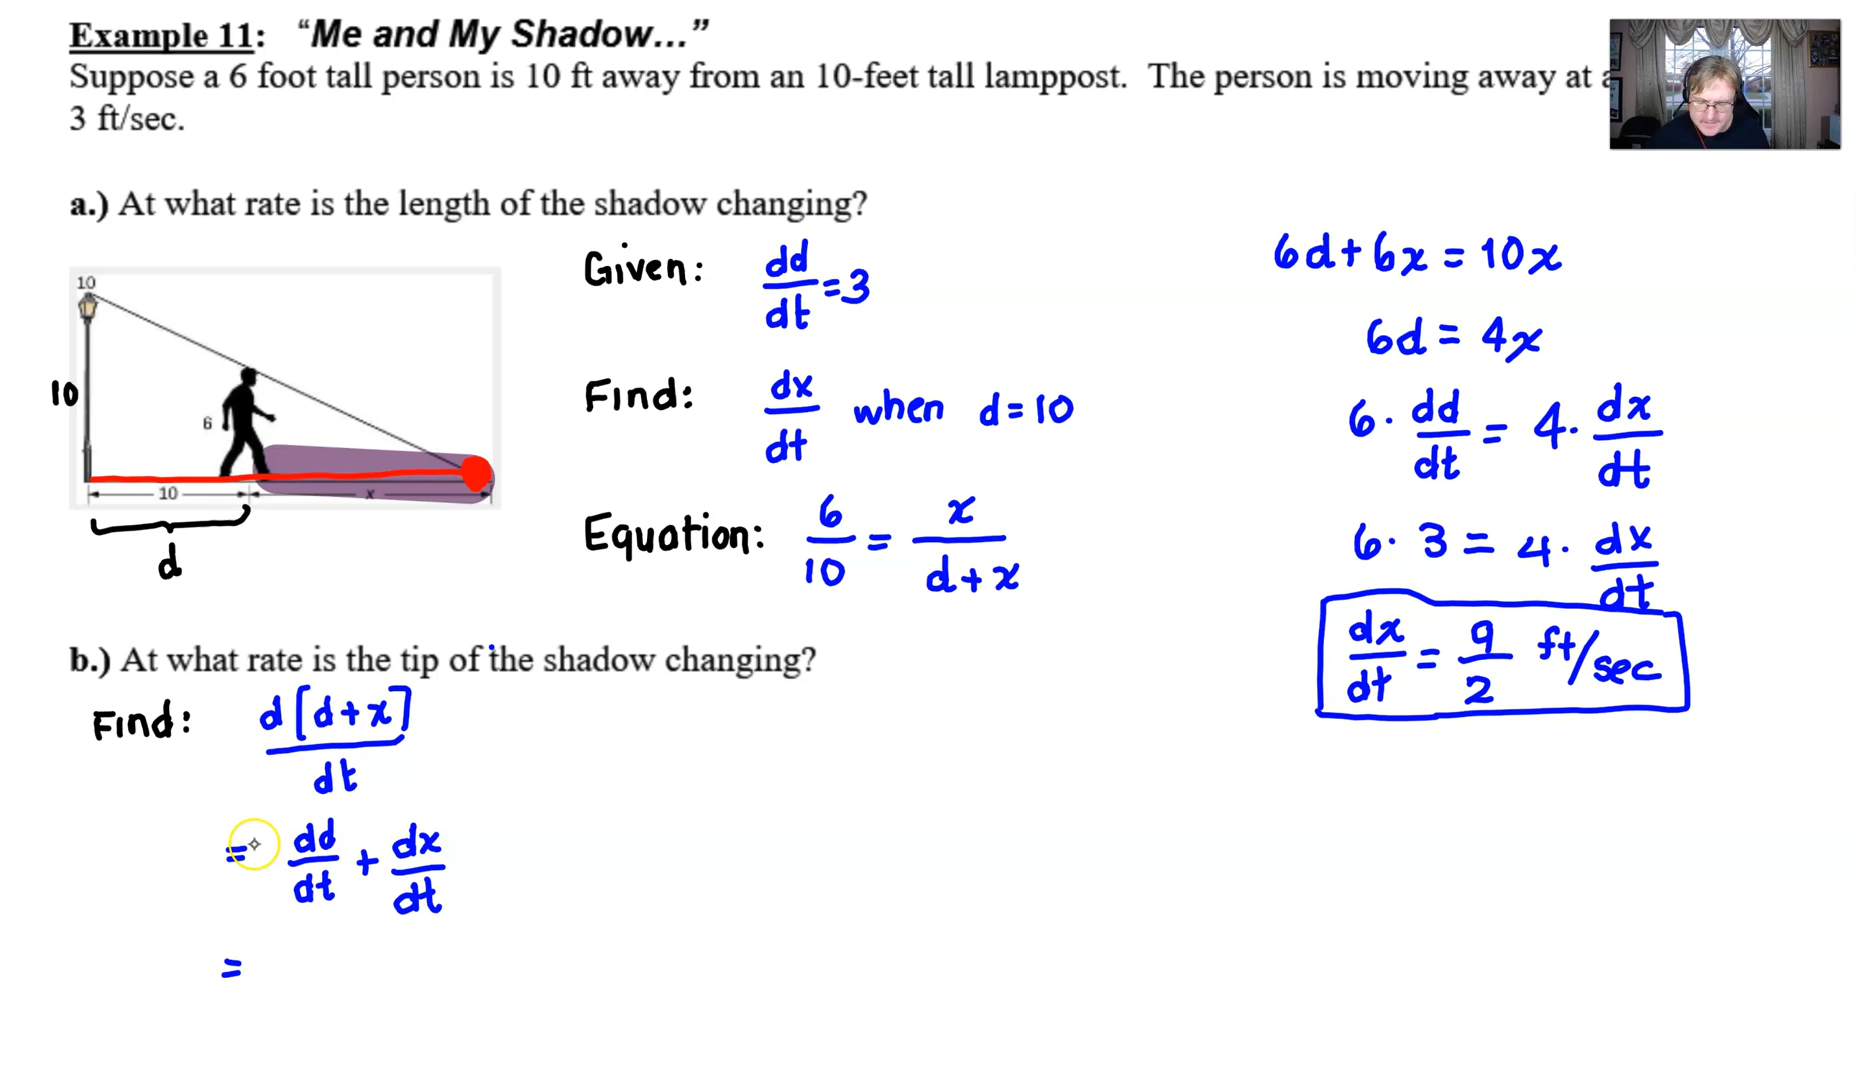 Example 11: “Me and My Shadow...”
Suppose a 6 foot tall person is 10 ft away from an 10-feet tall lamppost. The person is moving away at
3 ft/sec.
a.) At what rate is the length of the shadow changing?
10
10
6
10
x
d
Given: dd/dt = 3
Find: dx/dt when d = 10
Equation: 6/10 = x/(d + x)
6d + 6x = 10x
6d = 4x
6 · dd/dt = 4 · dx/dt
6 · 3 = 4 · dx/dt
dx/dt = 9/2 ft/sec
b.) At what rate is the tip of the shadow changing?
Find: d[d + x]/dt
= dd/dt + dx/dt
=